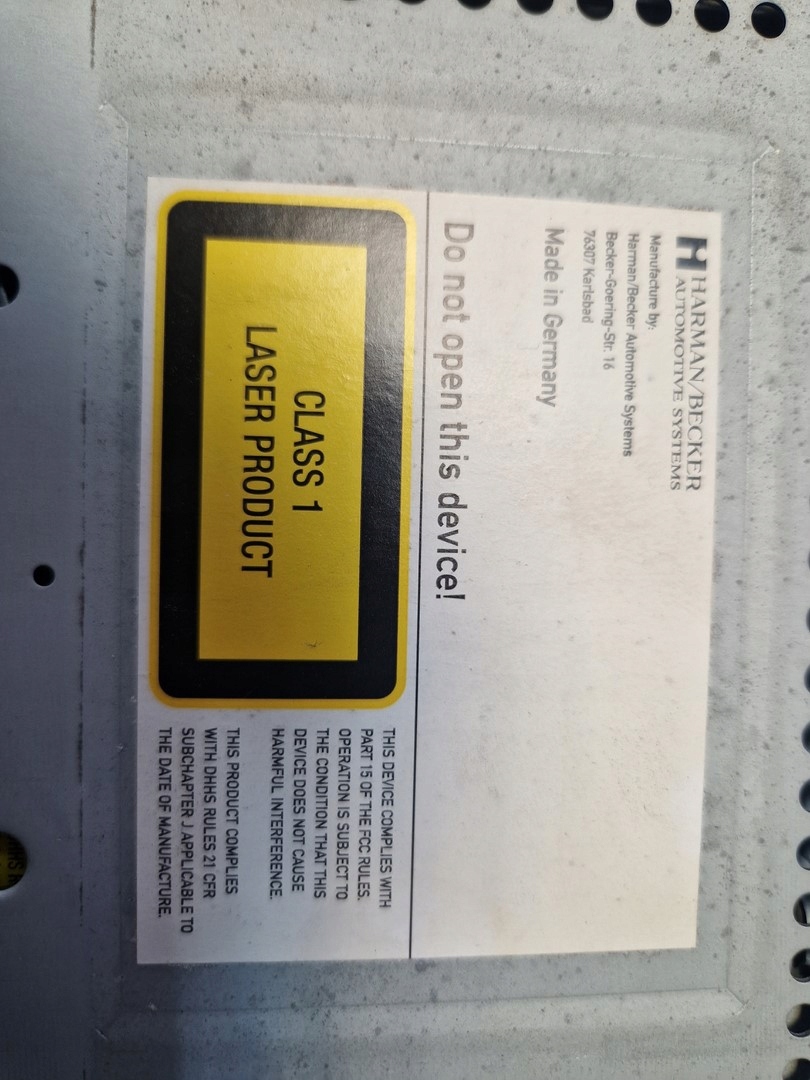 HARMAN/BECKER
AUTOMOTIVE SYSTEMS
Manufacture by:
Harman/Becker Automotive Systems
Becker-Goering-Str. 16
76307 Karlsbad
Made in Germany
Do not open this device!
CLASS 1
LASER PRODUCT
THIS DEVICE COMPLIES WITH
PART 15 OF THE FCC RULES.
OPERATION IS SUBJECT TO
THE CONDITION THAT THIS
DEVICE DOES NOT CAUSE
HARMFUL INTERFERENCE.
THIS PRODUCT COMPLIES
WITH DHHS RULES 21 CFR
SUBCHAPTER J APPLICABLE TO
THE DATE OF MANUFACTURE.